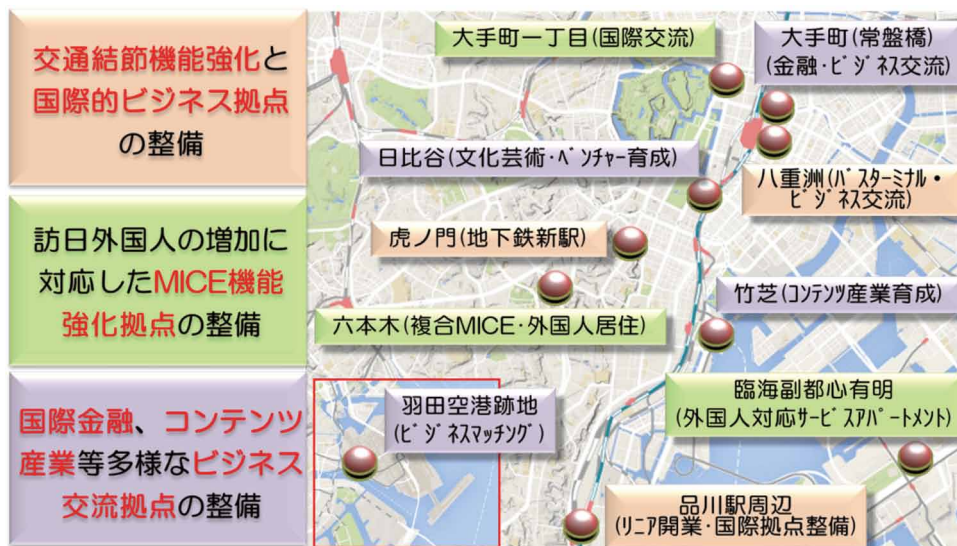 交通結節機能強化と
国際的ビジネス拠点
の整備
訪日外国人の増加に
対応したMICE機能
強化拠点の整備
国際金融、コンテンツ
産業等多様なビジネス
交流拠点の整備
大手町一丁目(国際交流)
大手町(常盤橋)
(金融・ﾋﾞｼﾞﾈｽ交流)
日比谷(文化芸術・ﾍﾞﾝﾁｬｰ育成)
八重洲(ﾊﾞｽﾀｰﾐﾅﾙ・
ﾋﾞｼﾞﾈｽ交流)
虎ノ門(地下鉄新駅)
竹芝(ｺﾝﾃﾝﾂ産業育成)
六本木(複合MICE・外国人居住)
臨海副都心有明
(外国人対応ｻｰﾋﾞｽｱﾊﾟｰﾄﾒﾝﾄ)
羽田空港跡地
(ﾋﾞｼﾞﾈｽﾏｯﾁﾝｸﾞ)
品川駅周辺
(ﾘﾆｱ開業・国際拠点整備)